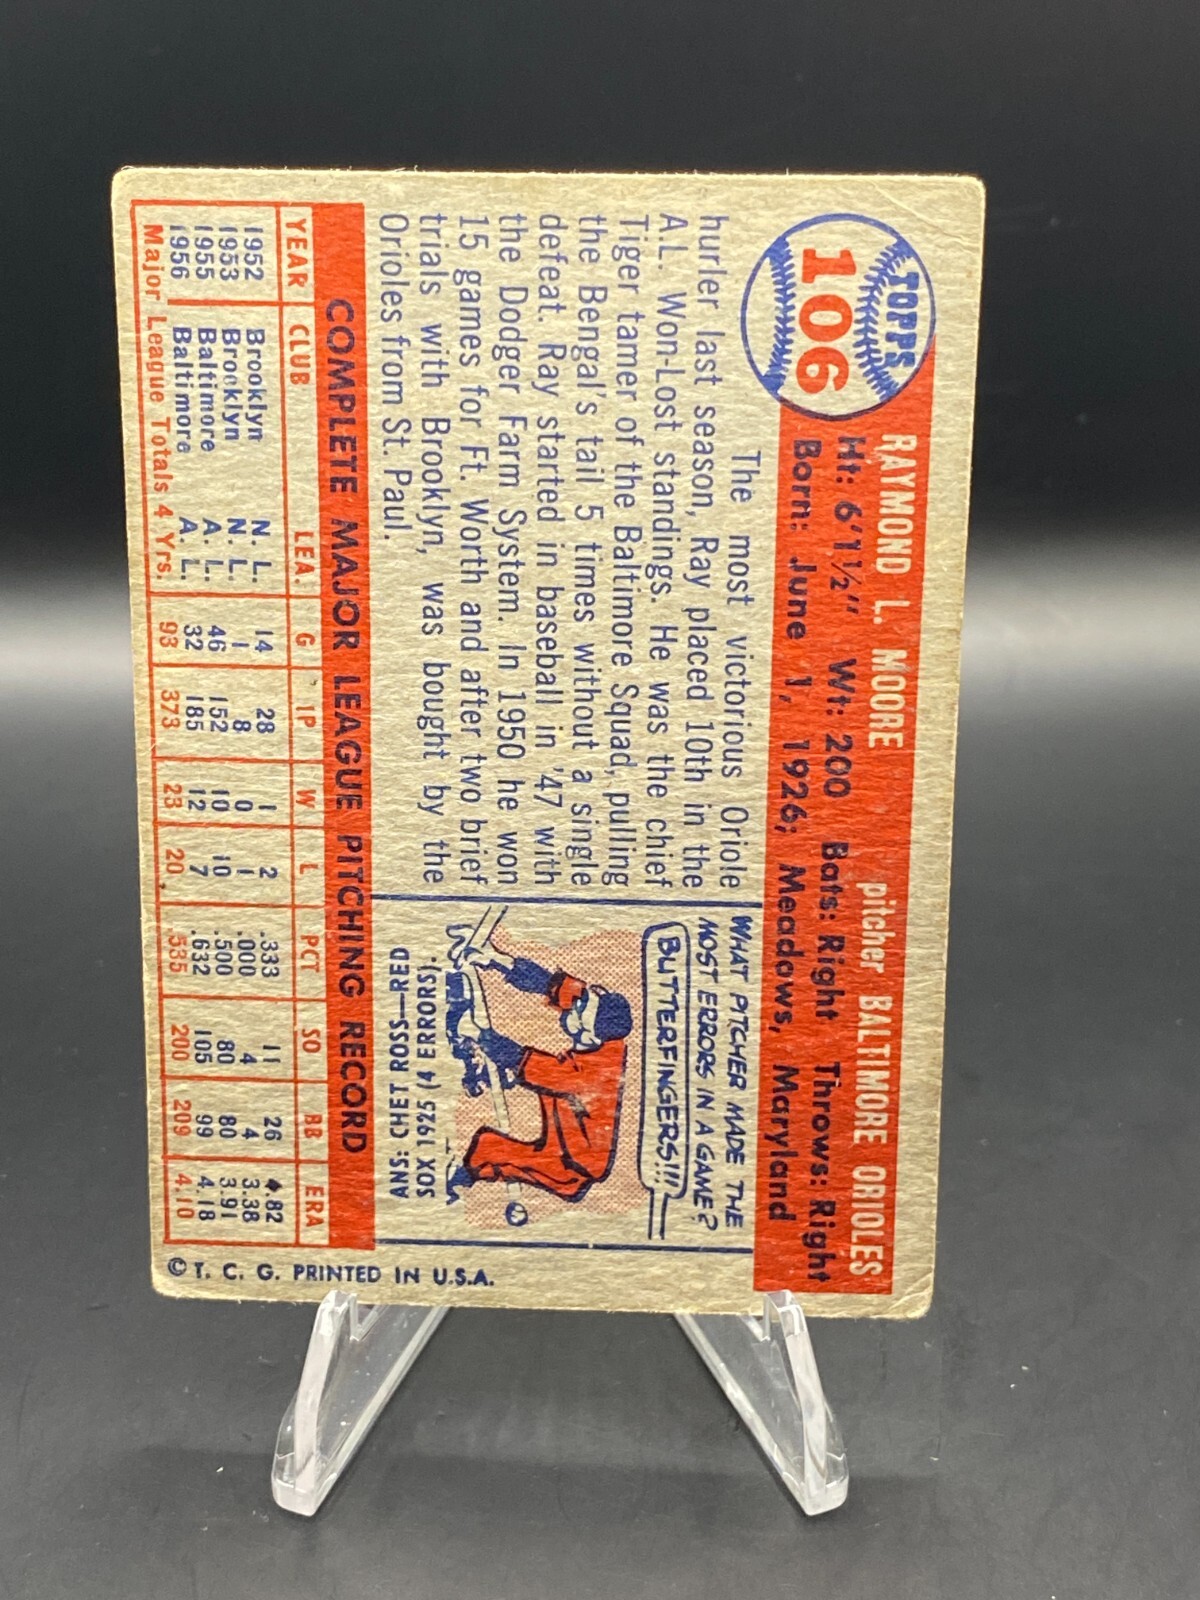 TOPPS
106
RAYMOND L. MOORE pitcher BALTIMORE ORIOLES
Ht: 6'1½" Wt: 200 Bats: Right Throws: Right
Born: June 1, 1926; Meadows, Maryland
The most victorious Oriole
hurler last season, Ray placed 10th in the
A.L. Won-Lost standings. He was the chief
Tiger tamer of the Baltimore Squad, pulling
the Bengal's tail 5 times without a single
defeat. Ray started in baseball in '47 with
the Dodger Farm System. In 1950 he won
15 games for Ft. Worth and after two brief
trials with Brooklyn, was bought by the
Orioles from St. Paul.
WHAT PITCHER MADE THE
MOST ERRORS IN A GAME?
BUTTERFINGERS!!!
ANS: CHET ROSS—RED
SOX 1925 (4 ERRORS).
COMPLETE MAJOR LEAGUE PITCHING RECORD
YEAR CLUB LEA. G IP W L PCT SO BB ERA
1952 Brooklyn N. L. 14 28 1 2 .333 11 26 4.82
1953 Brooklyn N. L. 1 8 0 1 .000 4 4 3.38
1955 Baltimore A. L. 46 152 10 10 .500 80 80 3.91
1956 Baltimore A. L. 32 185 12 7 .632 105 99 4.18
Major League Totals 4 Yrs. 93 373 23 20 .535 200 209 4.10
© T. C. G. PRINTED IN U.S.A.